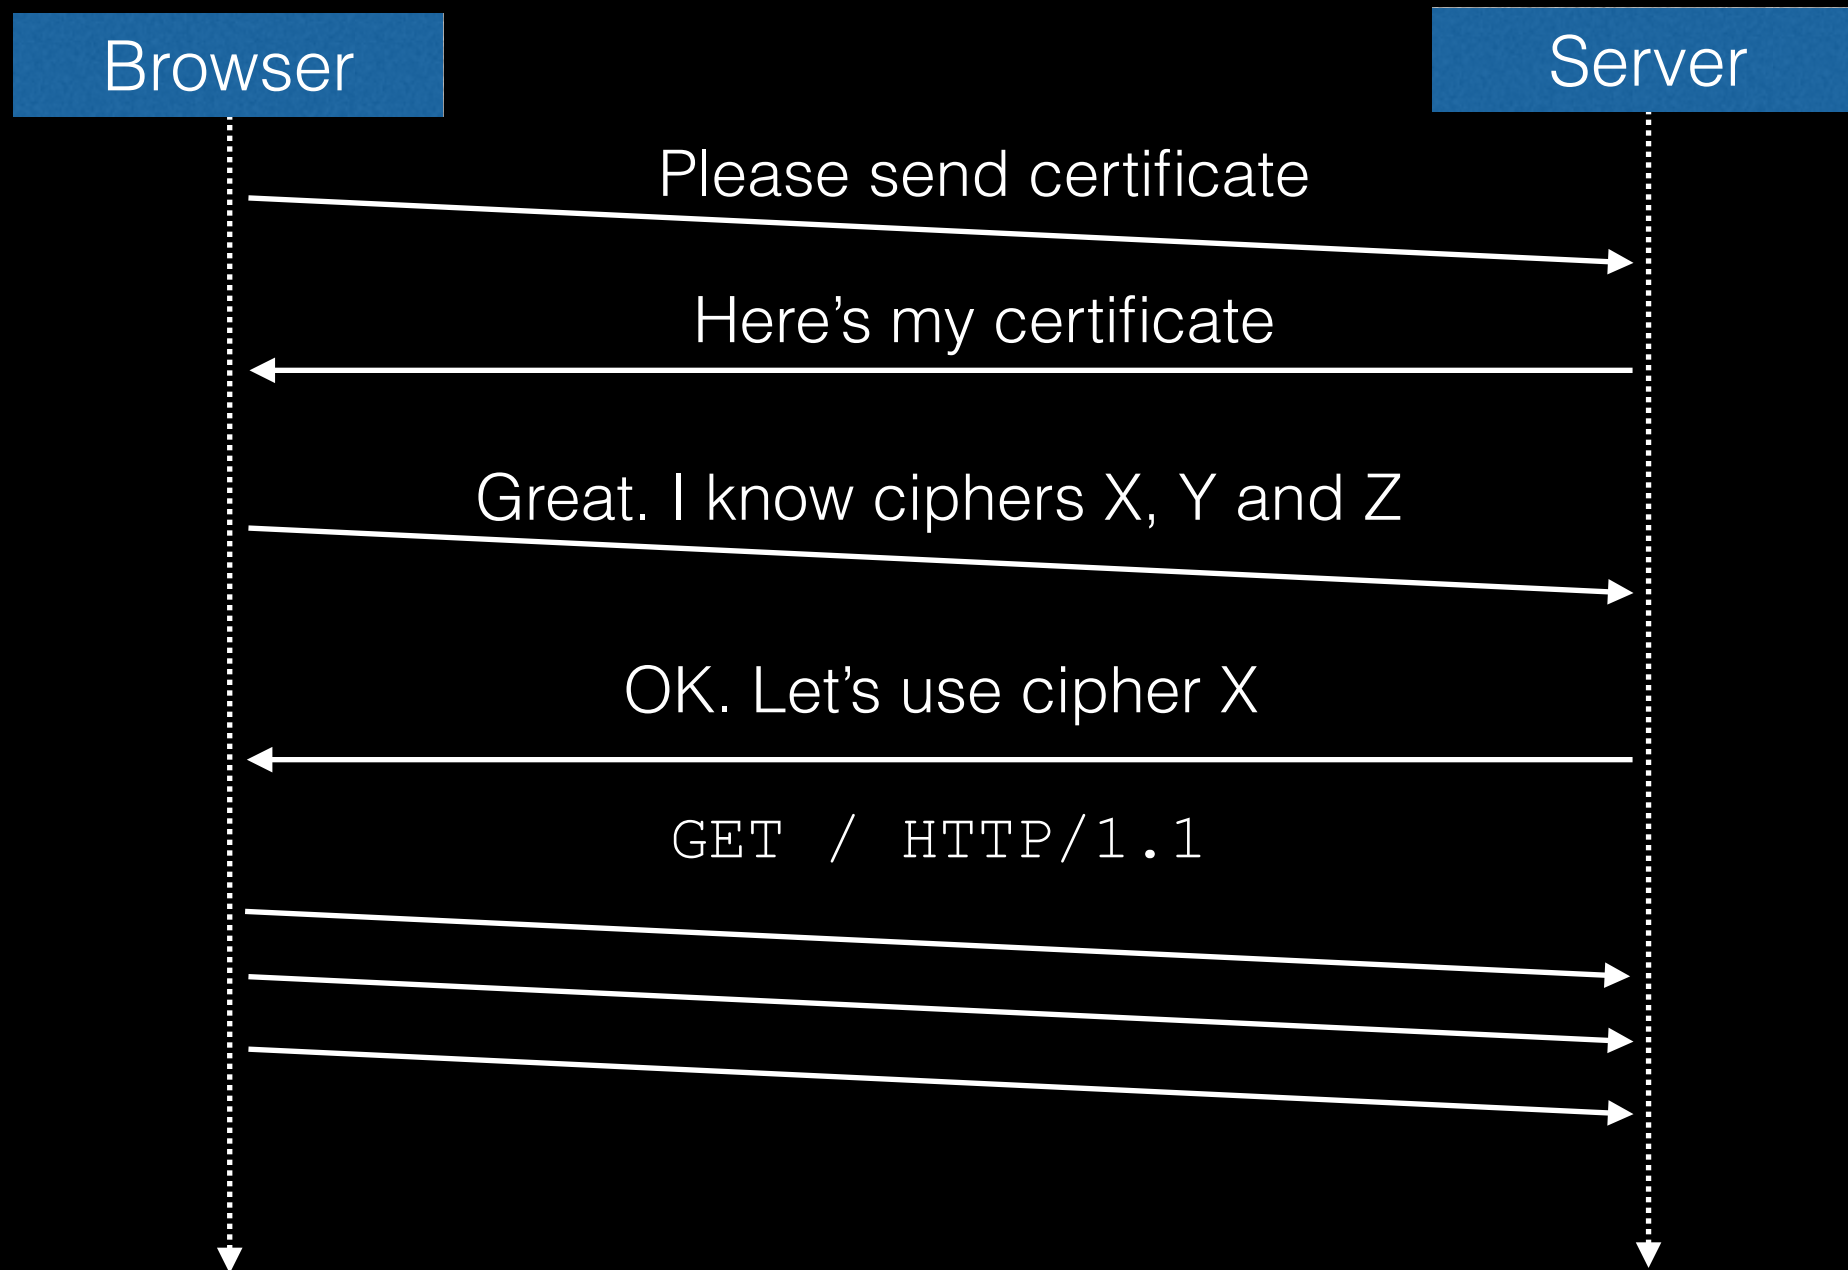 Browser
Server
Please send certificate
Here’s my certificate
Great. I know ciphers X, Y and Z
OK. Let’s use cipher X
GET / HTTP/1.1